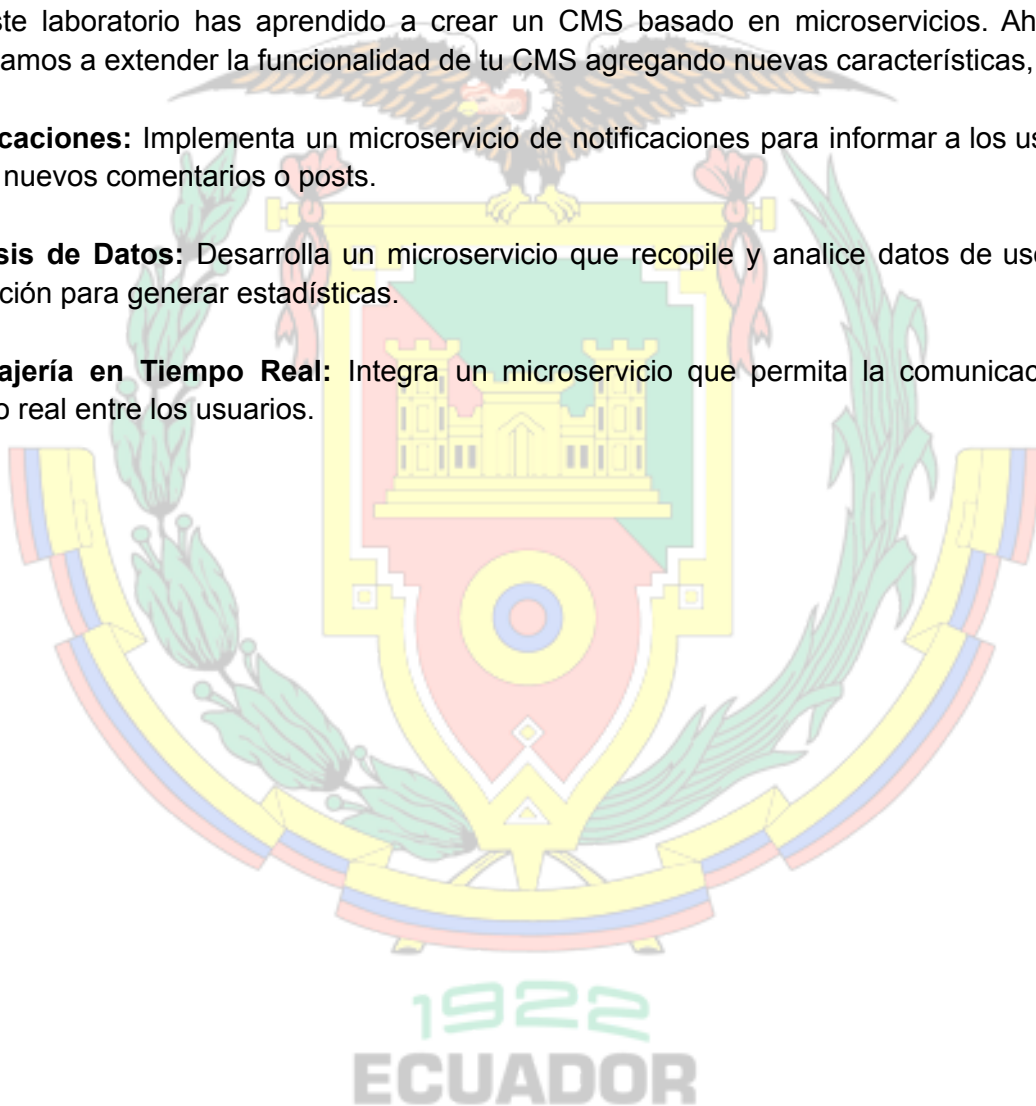 ste laboratorio has aprendido a crear un CMS basado en microservicios. Ah
amos a extender la funcionalidad de tu CMS agregando nuevas características,
caciones: Implementa un microservicio de notificaciones para informar a los us
nuevos comentarios o posts.
sis de Datos: Desarrolla un microservicio que recopile y analice datos de uso
ción para generar estadísticas.
ajería en Tiempo Real: Integra un microservicio que permita la comunicac
o real entre los usuarios.
1922
ECUADOR